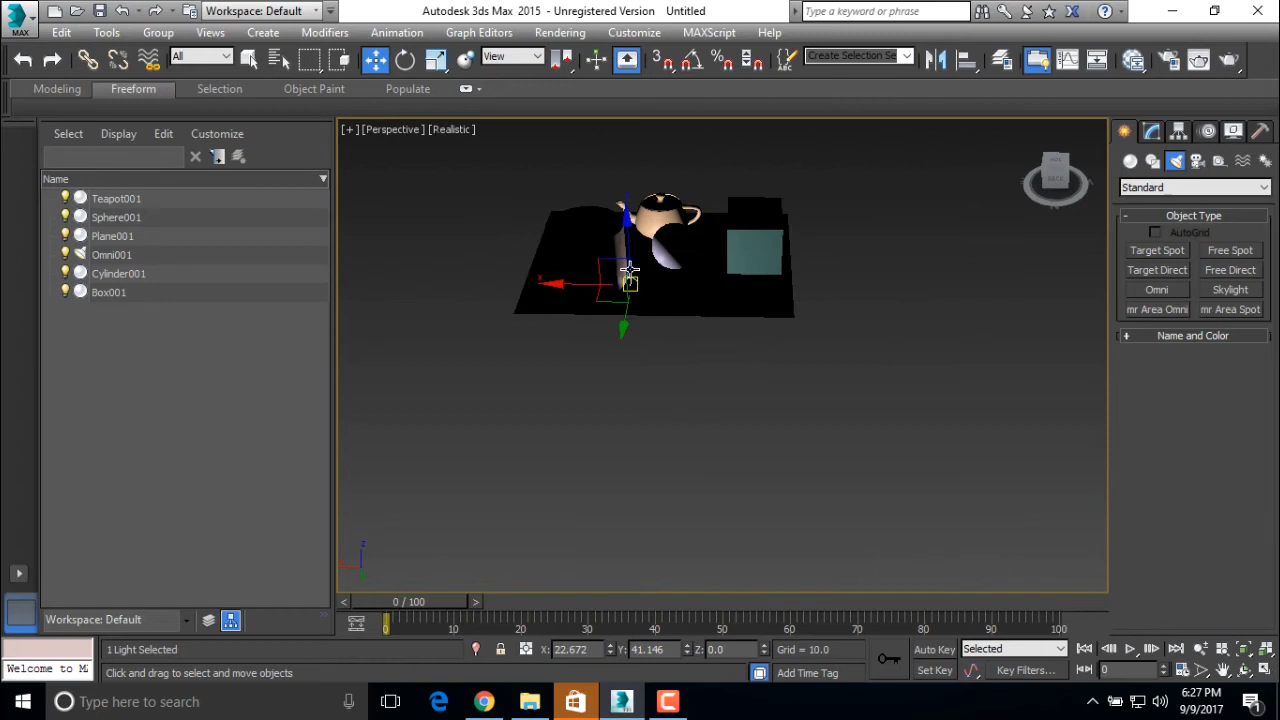 MAX
Workspace: Default
Autodesk 3ds Max 2015 - Unregistered Version Untitled
Type a keyword or phrase
Edit Tools Group Views Create Modifiers Animation Graph Editors Rendering Customize MAXScript Help
All
View
Create Selection Se
Modeling Freeform Selection Object Paint Populate
Select Display Edit Customize
Name
Teapot001
Sphere001
Plane001
Omni001
Cylinder001
Box001
[+] [Perspective] [Realistic]
x
z
Standard
- Object Type
AutoGrid
Target Spot Free Spot
Target Direct Free Direct
Omni Skylight
mr Area Omni mr Area Spot
+ Name and Color
< 0 / 100 >
0 10 20 30 40 50 60 70 80 90 100
Workspace: Default
1 Light Selected
X: 22.672 Y: 41.146 Z: 0.0 Grid = 10.0
Auto Key Selected
Welcome to M
Click and drag to select and move objects
Add Time Tag
Set Key Key Filters... 0
Type here to search
6:27 PM
9/9/2017
1